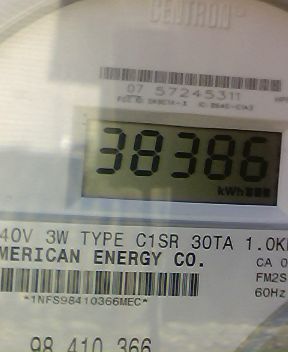 CENTRON
07 57245311
38386
kWh
40V 3W TYPE C1SR 30TA 1.0K
MERICAN ENERGY CO.
CA 0
FM2S
60Hz
*1NFS98410366MEC*
98 410 366